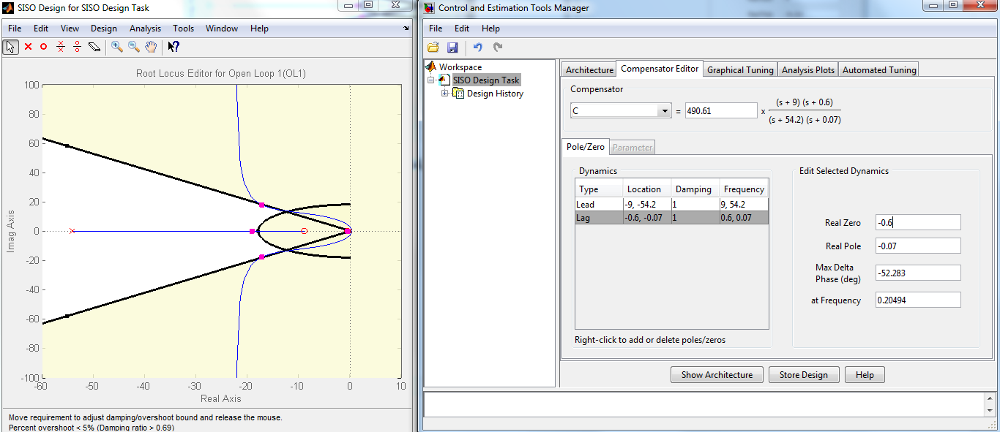 SISO Design for SISO Design Task
File Edit View Design Analysis Tools Window Help
Root Locus Editor for Open Loop 1(OL1)
Imag Axis
100
80
60
40
20
0
-20
-40
-60
-80
-100
-60 -50 -40 -30 -20 -10 0 10
Real Axis
Move requirement to adjust damping/overshoot bound and release the mouse.
Percent overshoot < 5% (Damping ratio > 0.69)
Control and Estimation Tools Manager
File Edit Help
Workspace
SISO Design Task
Design History
Architecture Compensator Editor Graphical Tuning Analysis Plots Automated Tuning
Compensator
C = 490.61 x (s + 9) (s + 0.6)
(s + 54.2) (s + 0.07)
Pole/Zero Parameter
Dynamics
Type Location Damping Frequency
Lead -9, -54.2 1 9, 54.2
Lag -0.6, -0.07 1 0.6, 0.07
Right-click to add or delete poles/zeros
Edit Selected Dynamics
Real Zero -0.6
Real Pole -0.07
Max Delta
Phase (deg) -52.283
at Frequency 0.20494
Show Architecture Store Design Help